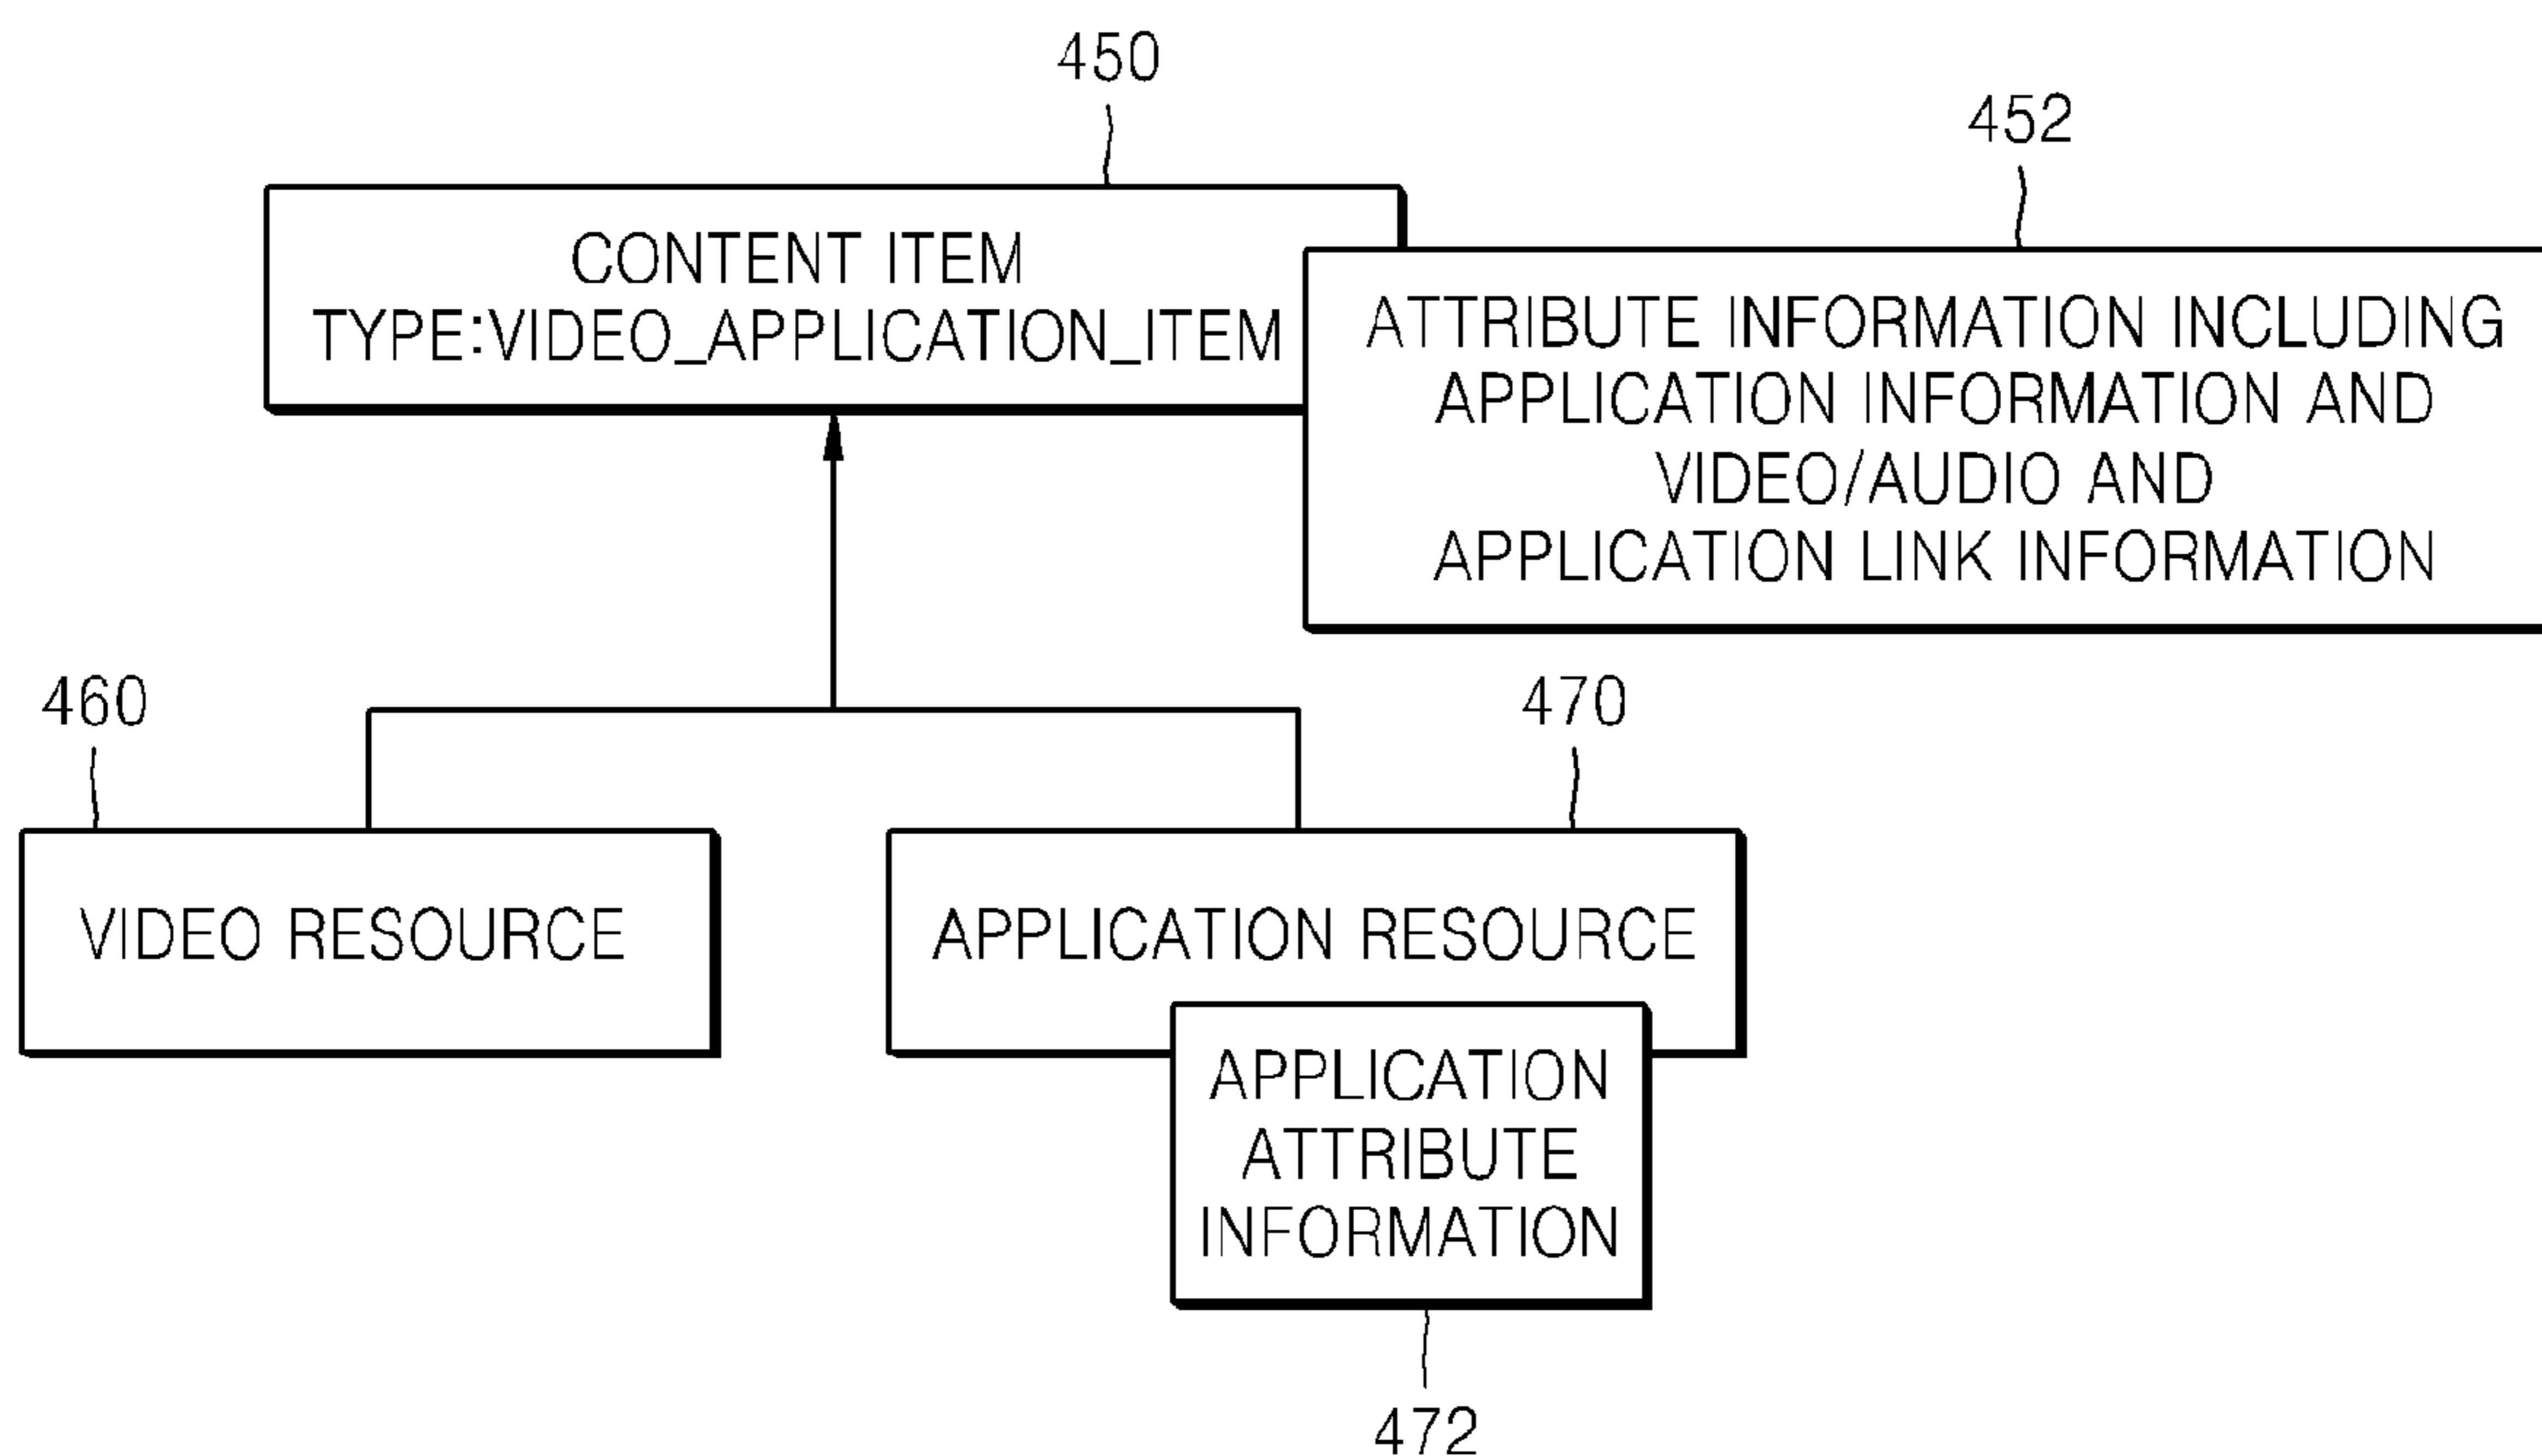 450
452
CONTENT ITEM
TYPE:VIDEO_APPLICATION_ITEM
ATTRIBUTE INFORMATION INCLUDING
APPLICATION INFORMATION AND
VIDEO/AUDIO AND
APPLICATION LINK INFORMATION
460
470
VIDEO RESOURCE
APPLICATION RESOURCE
APPLICATION
ATTRIBUTE
INFORMATION
472